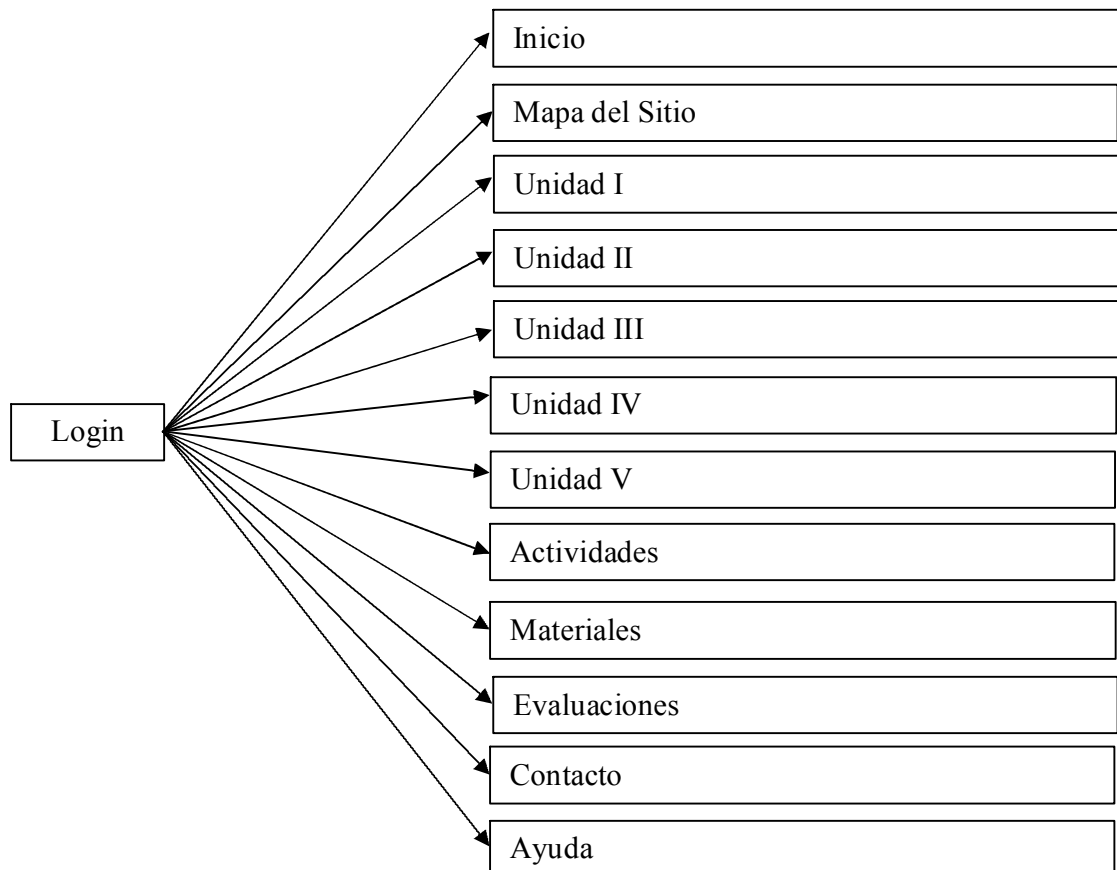 Inicio
Mapa del Sitio
Unidad I
Unidad II
Unidad III
Login
Unidad IV
Unidad V
Actividades
Materiales
Evaluaciones
Contacto
Ayuda